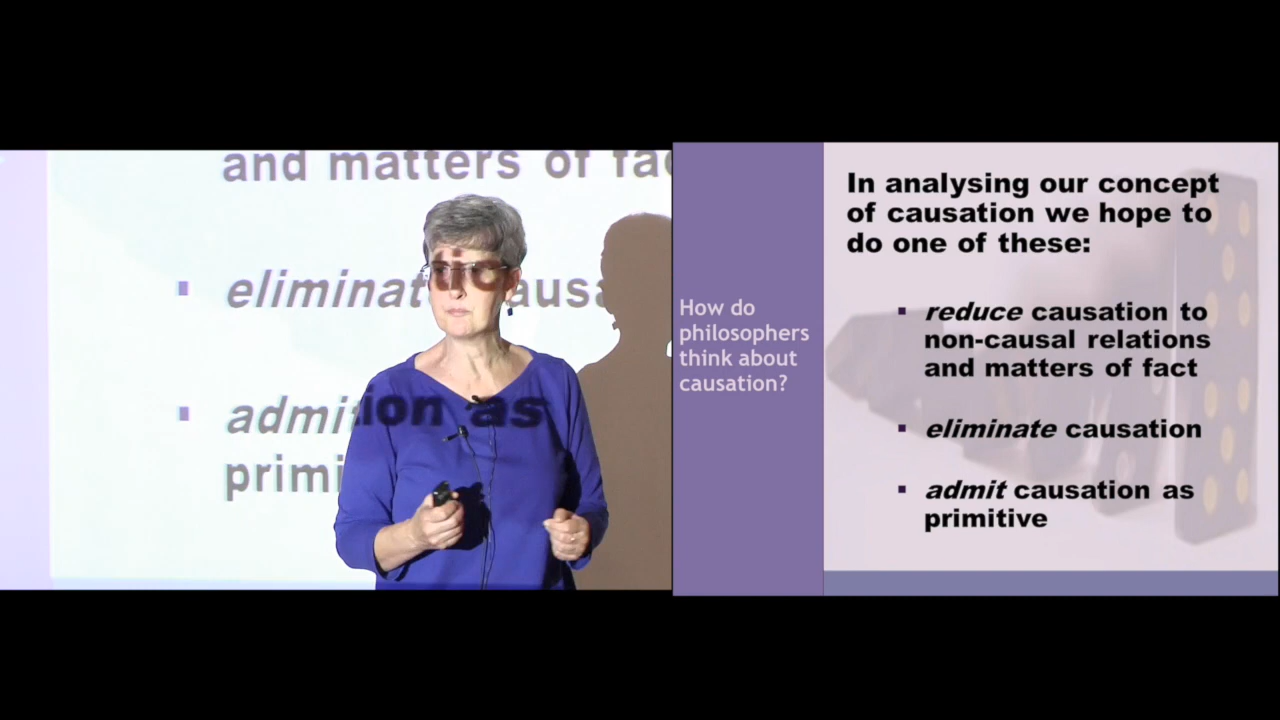 and matters of fac
eliminat
ausa
admi
ion as
primi
How do
philosophers
think about
causation?
In analysing our concept
of causation we hope to
do one of these:
▪ reduce causation to
non-causal relations
and matters of fact
▪ eliminate causation
▪ admit causation as
primitive